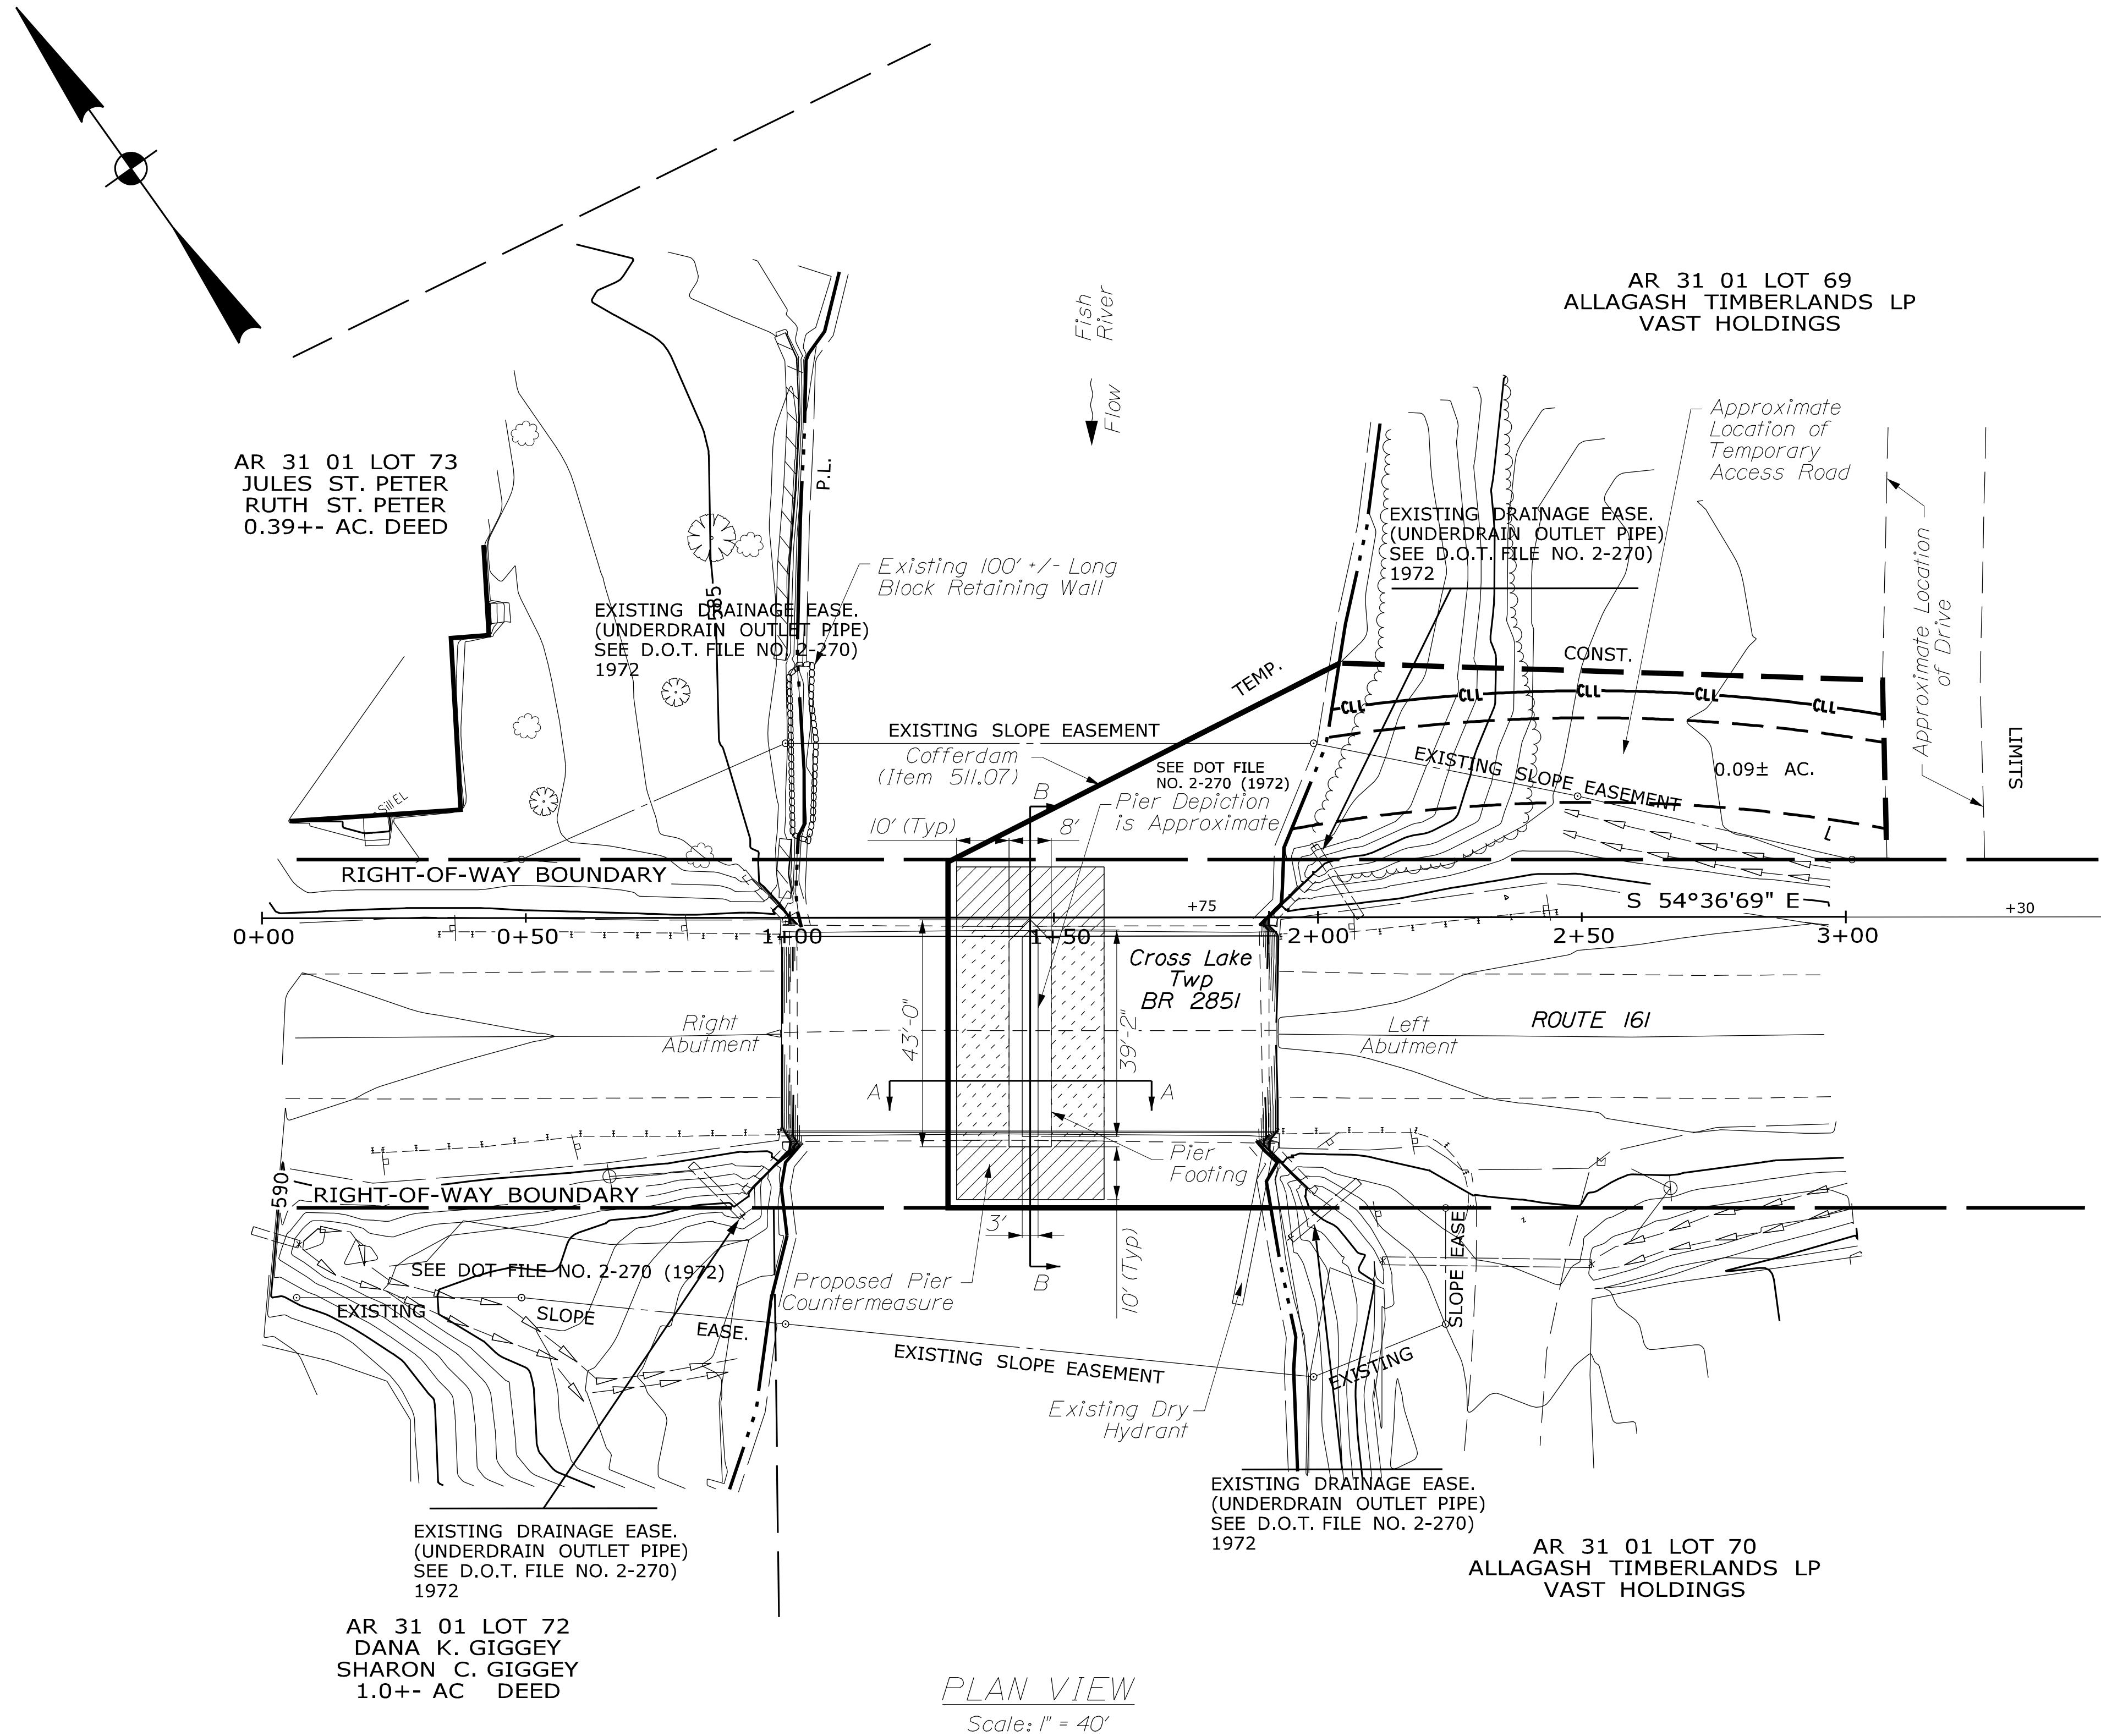 AR 31 01 LOT 69
ALLAGASH TIMBERLANDS LP
VAST HOLDINGS
Fish
River
Flow
Approximate
Location of
Temporary
Access Road
AR 31 01 LOT 73
JULES ST. PETER
RUTH ST. PETER
0.39+- AC. DEED
P.L.
EXISTING DRAINAGE EASE.
(UNDERDRAIN OUTLET PIPE)
SEE D.O.T. FILE NO. 2-270)
1972
Approximate Location
of Drive
Existing 100' +/- Long
Block Retaining Wall
585
EXISTING DRAINAGE EASE.
(UNDERDRAIN OUTLET PIPE)
SEE D.O.T. FILE NO. 2-270)
1972
TEMP.
CONST.
CLL CLL CLL CLL CLL
LIMITS
EXISTING SLOPE EASEMENT
Cofferdam
(Item 511.07)
SEE DOT FILE
NO. 2-270 (1972)
EXISTING SLOPE EASEMENT
0.09± AC.
B
Pier Depiction
is Approximate
Sill EL
10' (Typ)
8'
L
RIGHT-OF-WAY BOUNDARY
S 54°36'69" E
+75
+30
0+00
0+50
1+00
1+50
2+00
2+50
3+00
Cross Lake
Twp
BR 2851
Right
Abutment
43'-0"
39'-2"
Left
Abutment
ROUTE 161
A
A
Pier
Footing
590
RIGHT-OF-WAY BOUNDARY
3'
10' (Typ)
SLOPE EASE.
SEE DOT FILE NO. 2-270 (1972)
Proposed Pier
Countermeasure
B
EXISTING SLOPE EASE.
EXISTING SLOPE EASEMENT
EXISTING
Existing Dry
Hydrant
EXISTING DRAINAGE EASE.
(UNDERDRAIN OUTLET PIPE)
SEE D.O.T. FILE NO. 2-270)
1972
EXISTING DRAINAGE EASE.
(UNDERDRAIN OUTLET PIPE)
SEE D.O.T. FILE NO. 2-270)
1972
AR 31 01 LOT 70
ALLAGASH TIMBERLANDS LP
VAST HOLDINGS
AR 31 01 LOT 72
DANA K. GIGGEY
SHARON C. GIGGEY
1.0+- AC DEED
PLAN VIEW
Scale: 1" = 40'